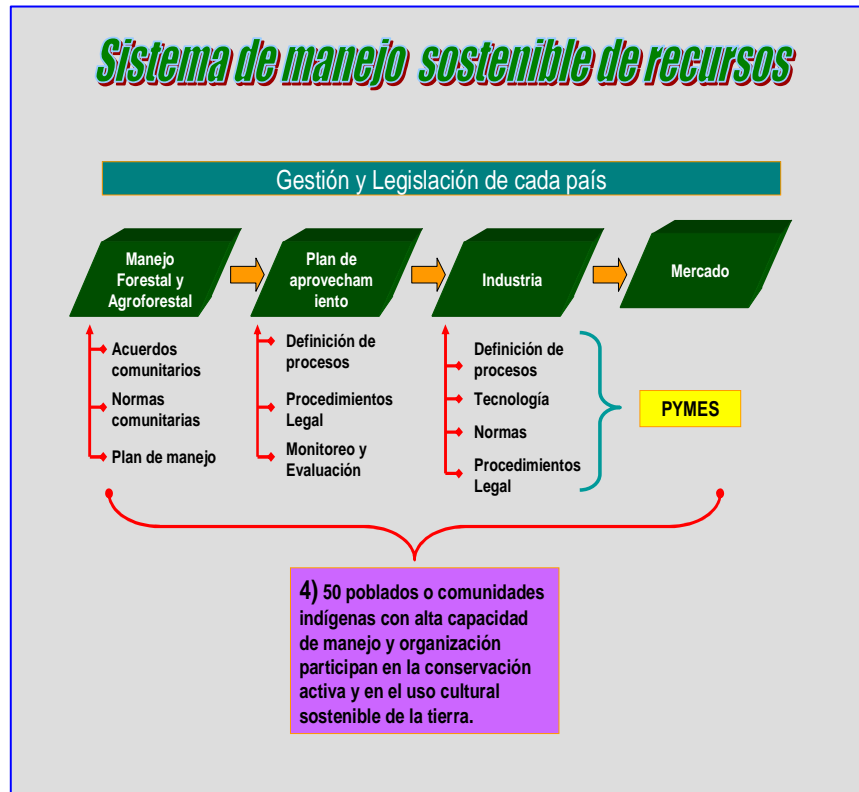 Sistema de manejo sostenible de recursos
Gestión y Legislación de cada país
Manejo
Forestal y
Agroforestal
Plan de
aprovecham
iento
Industria
Mercado
Acuerdos
comunitarios
Normas
comunitarias
Plan de manejo
Definición de
procesos
Procedimientos
Legal
Monitoreo y
Evaluación
Definición de
procesos
Tecnología
Normas
Procedimientos
Legal
PYMES
4) 50 poblados o comunidades
indígenas con alta capacidad
de manejo y organización
participan en la conservación
activa y en el uso cultural
sostenible de la tierra.